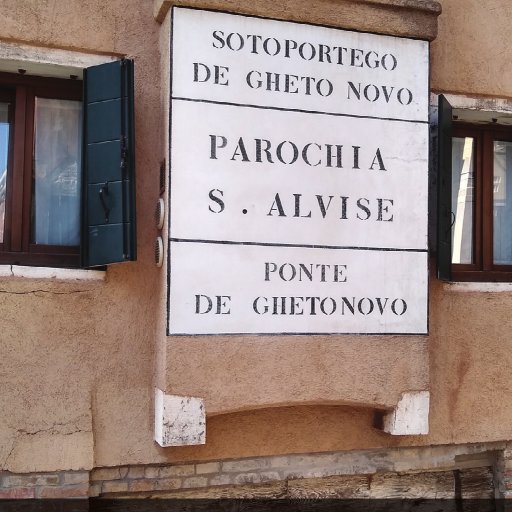 SOTOPORTEGO
DE GHETO NOVO
PAROCHIA
S. ALVISE
PONTE
DE GHETONOVO